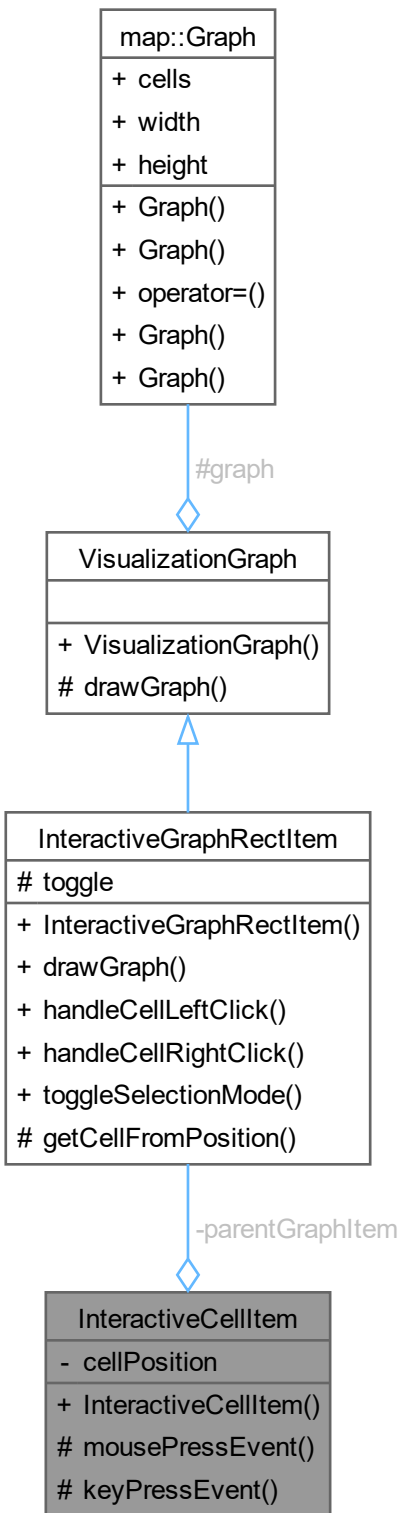 map::Graph
+ cells
+ width
+ height
+ Graph()
+ Graph()
+ operator=()
+ Graph()
+ Graph()
#graph
VisualizationGraph
+ VisualizationGraph()
# drawGraph()
InteractiveGraphRectItem
# toggle
+ InteractiveGraphRectItem()
+ drawGraph()
+ handleCellLeftClick()
+ handleCellRightClick()
+ toggleSelectionMode()
# getCellFromPosition()
-parentGraphItem
InteractiveCellItem
- cellPosition
+ InteractiveCellItem()
# mousePressEvent()
# keyPressEvent()